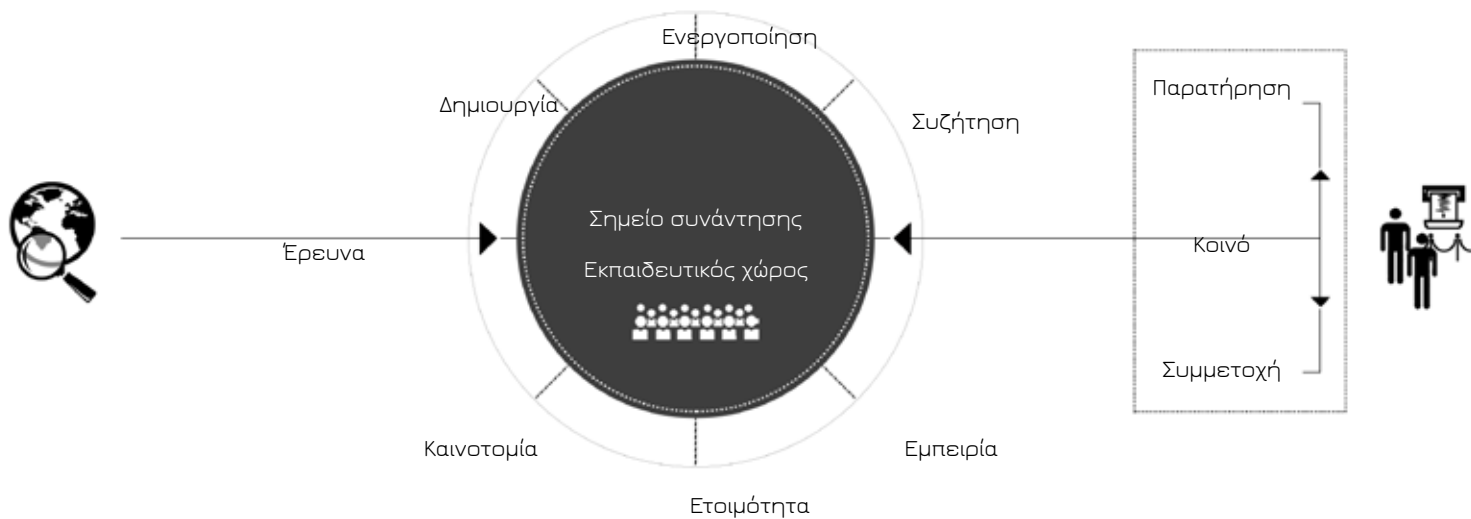 Ενεργοποίηση
Παρατήρηση
Δημιουργία
Συζήτηση
Σημείο συνάντησης
Έρευνα
Κοινό
Εκπαιδευτικός χώρος
Συμμετοχή
Καινοτομία
Εμπειρία
Ετοιμότητα